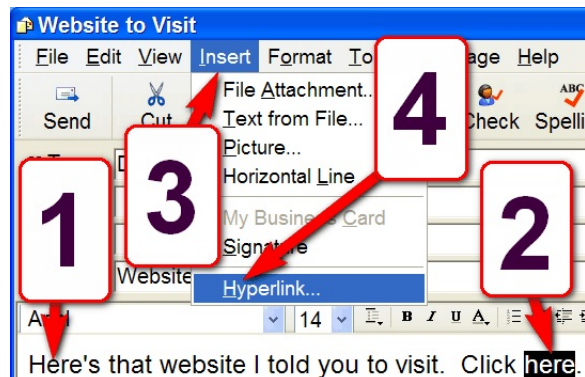 Website to Visit
File Edit View Insert Format age Help
Send Cut Check
1
2
3
4
File Attachment...
Text from File...
Picture...
Horizontal Line
My Business Card
Signature
Hyperlink...
Website
14 B I U A
Here's that website I told you to visit. Click here.